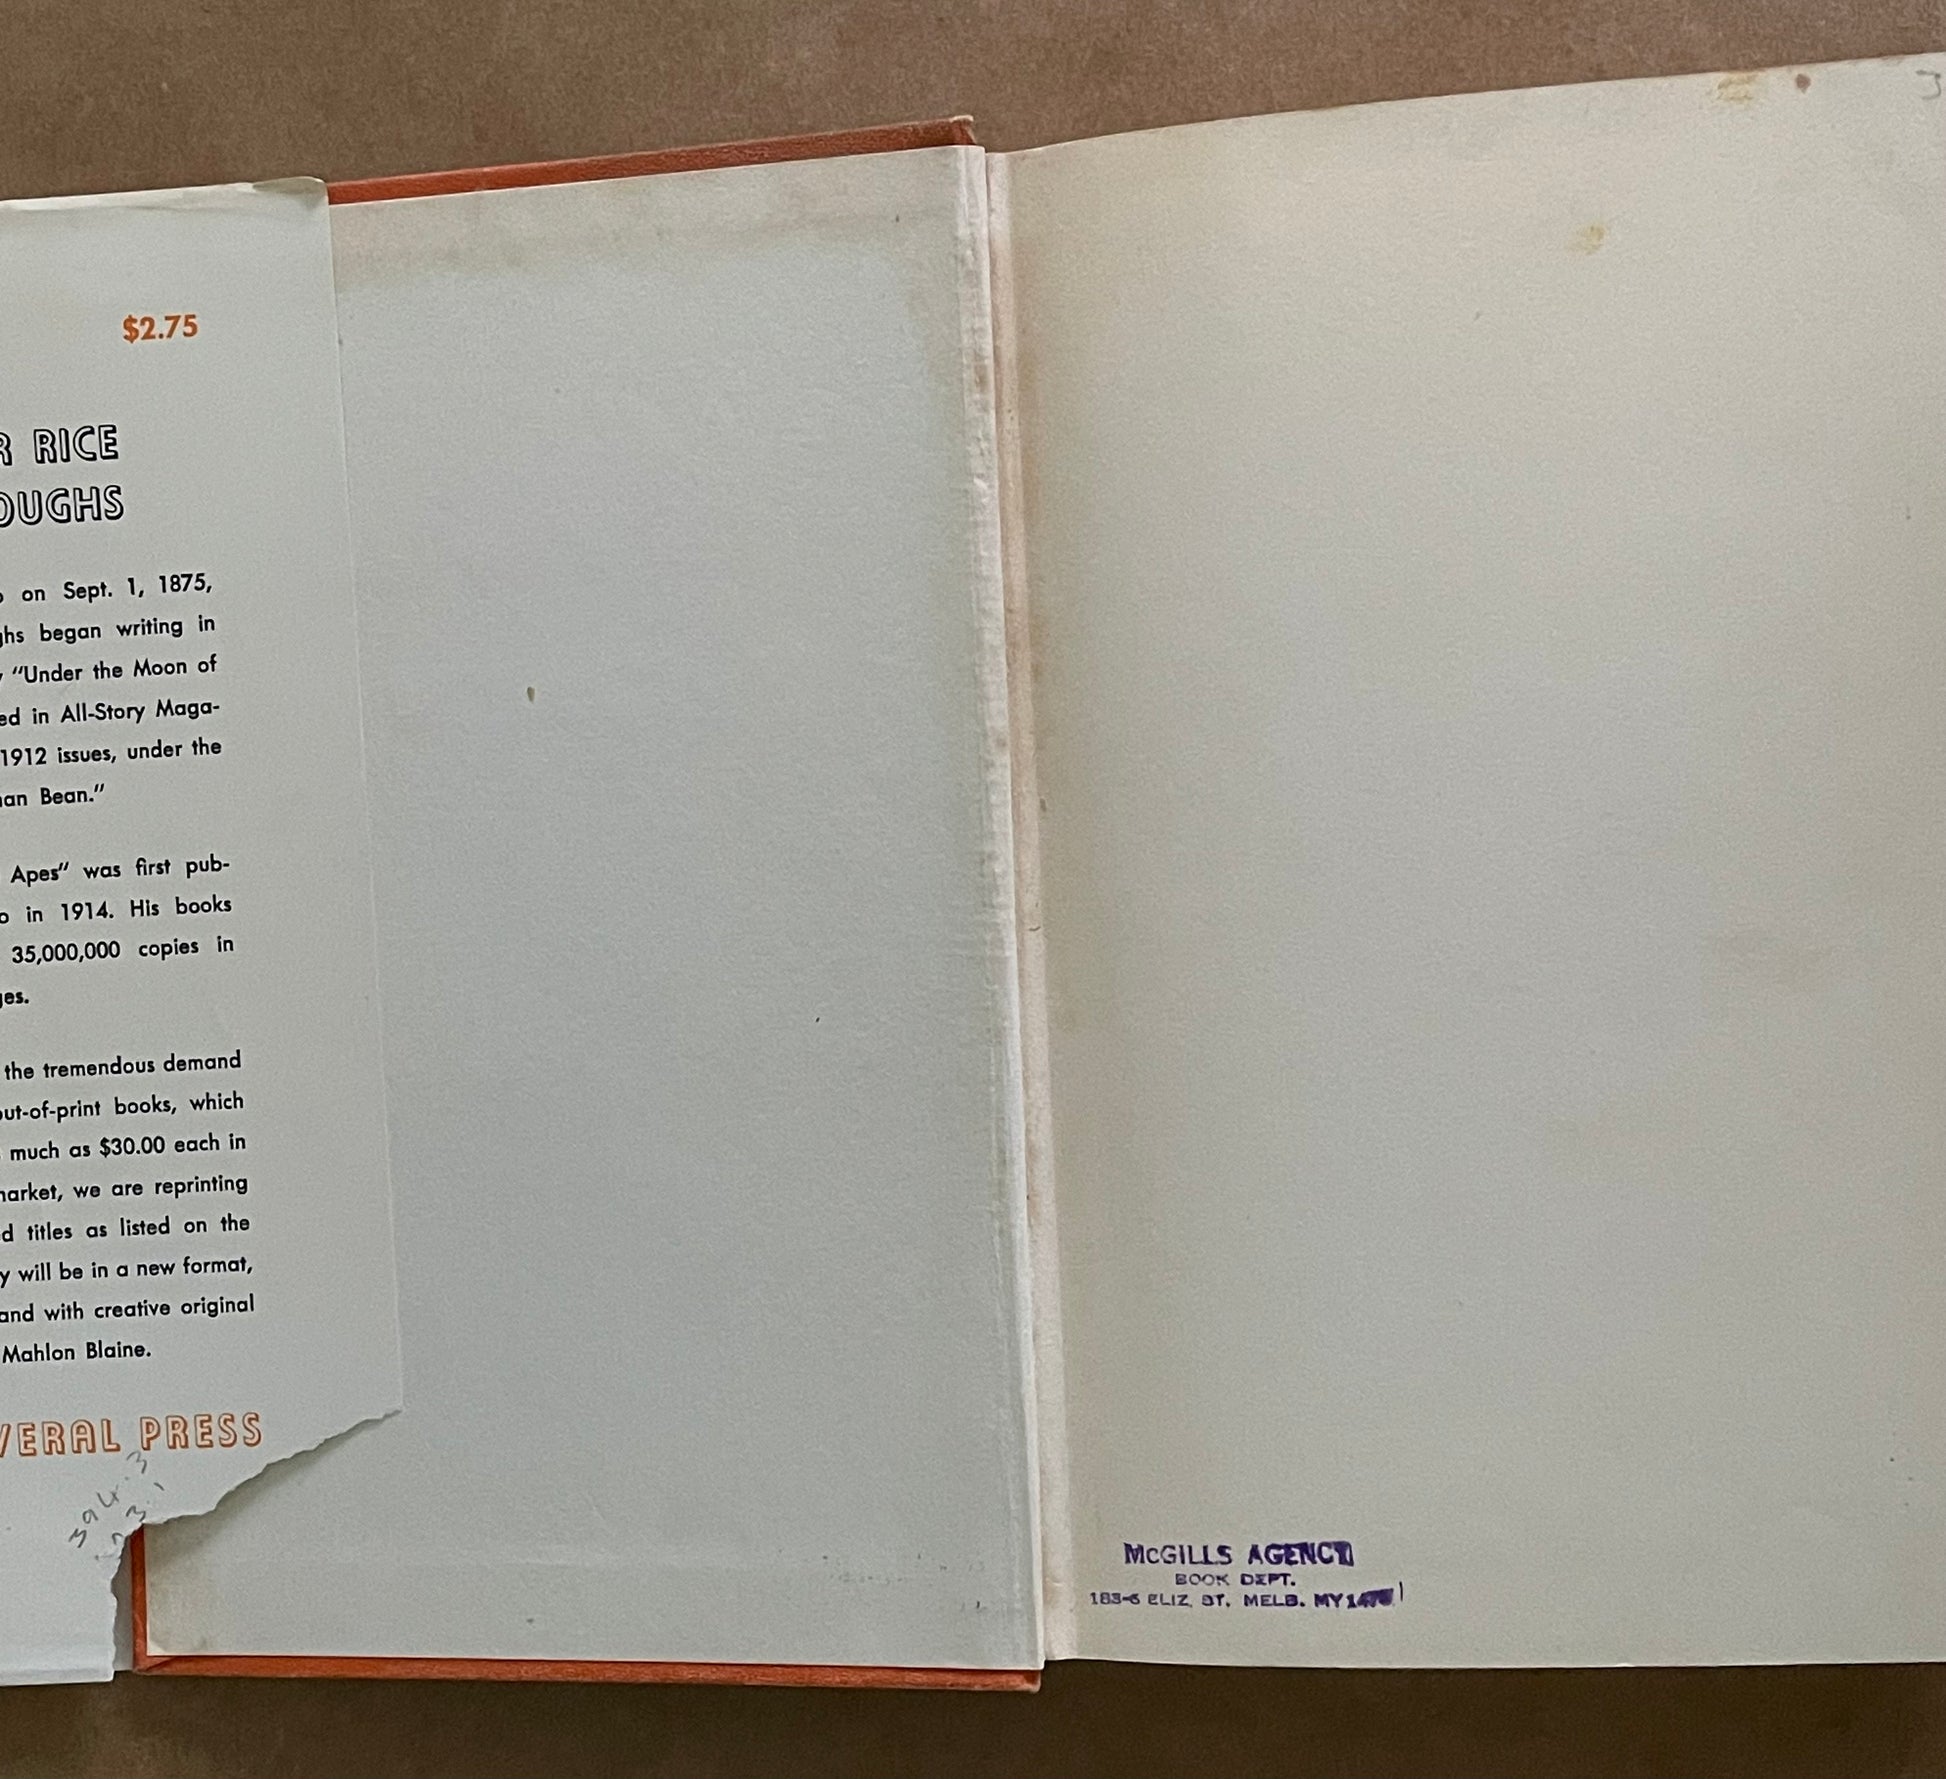 $2.75
R RICE
OUGHS
o on Sept. 1, 1875,
ghs began writing in
y "Under the Moon of
ed in All-Story Maga-
1912 issues, under the
an Bean."
Apes" was first pub-
o in 1914. His books
35,000,000 copies in
ges.
the tremendous demand
out-of-print books, which
much as $30.00 each in
market, we are reprinting
d titles as listed on the
y will be in a new format,
and with creative original
Mahlon Blaine.
VERAL PRESS
McGILLS AGENCY
BOOK DEPT.
183-5 ELIZ. ST. MELB.